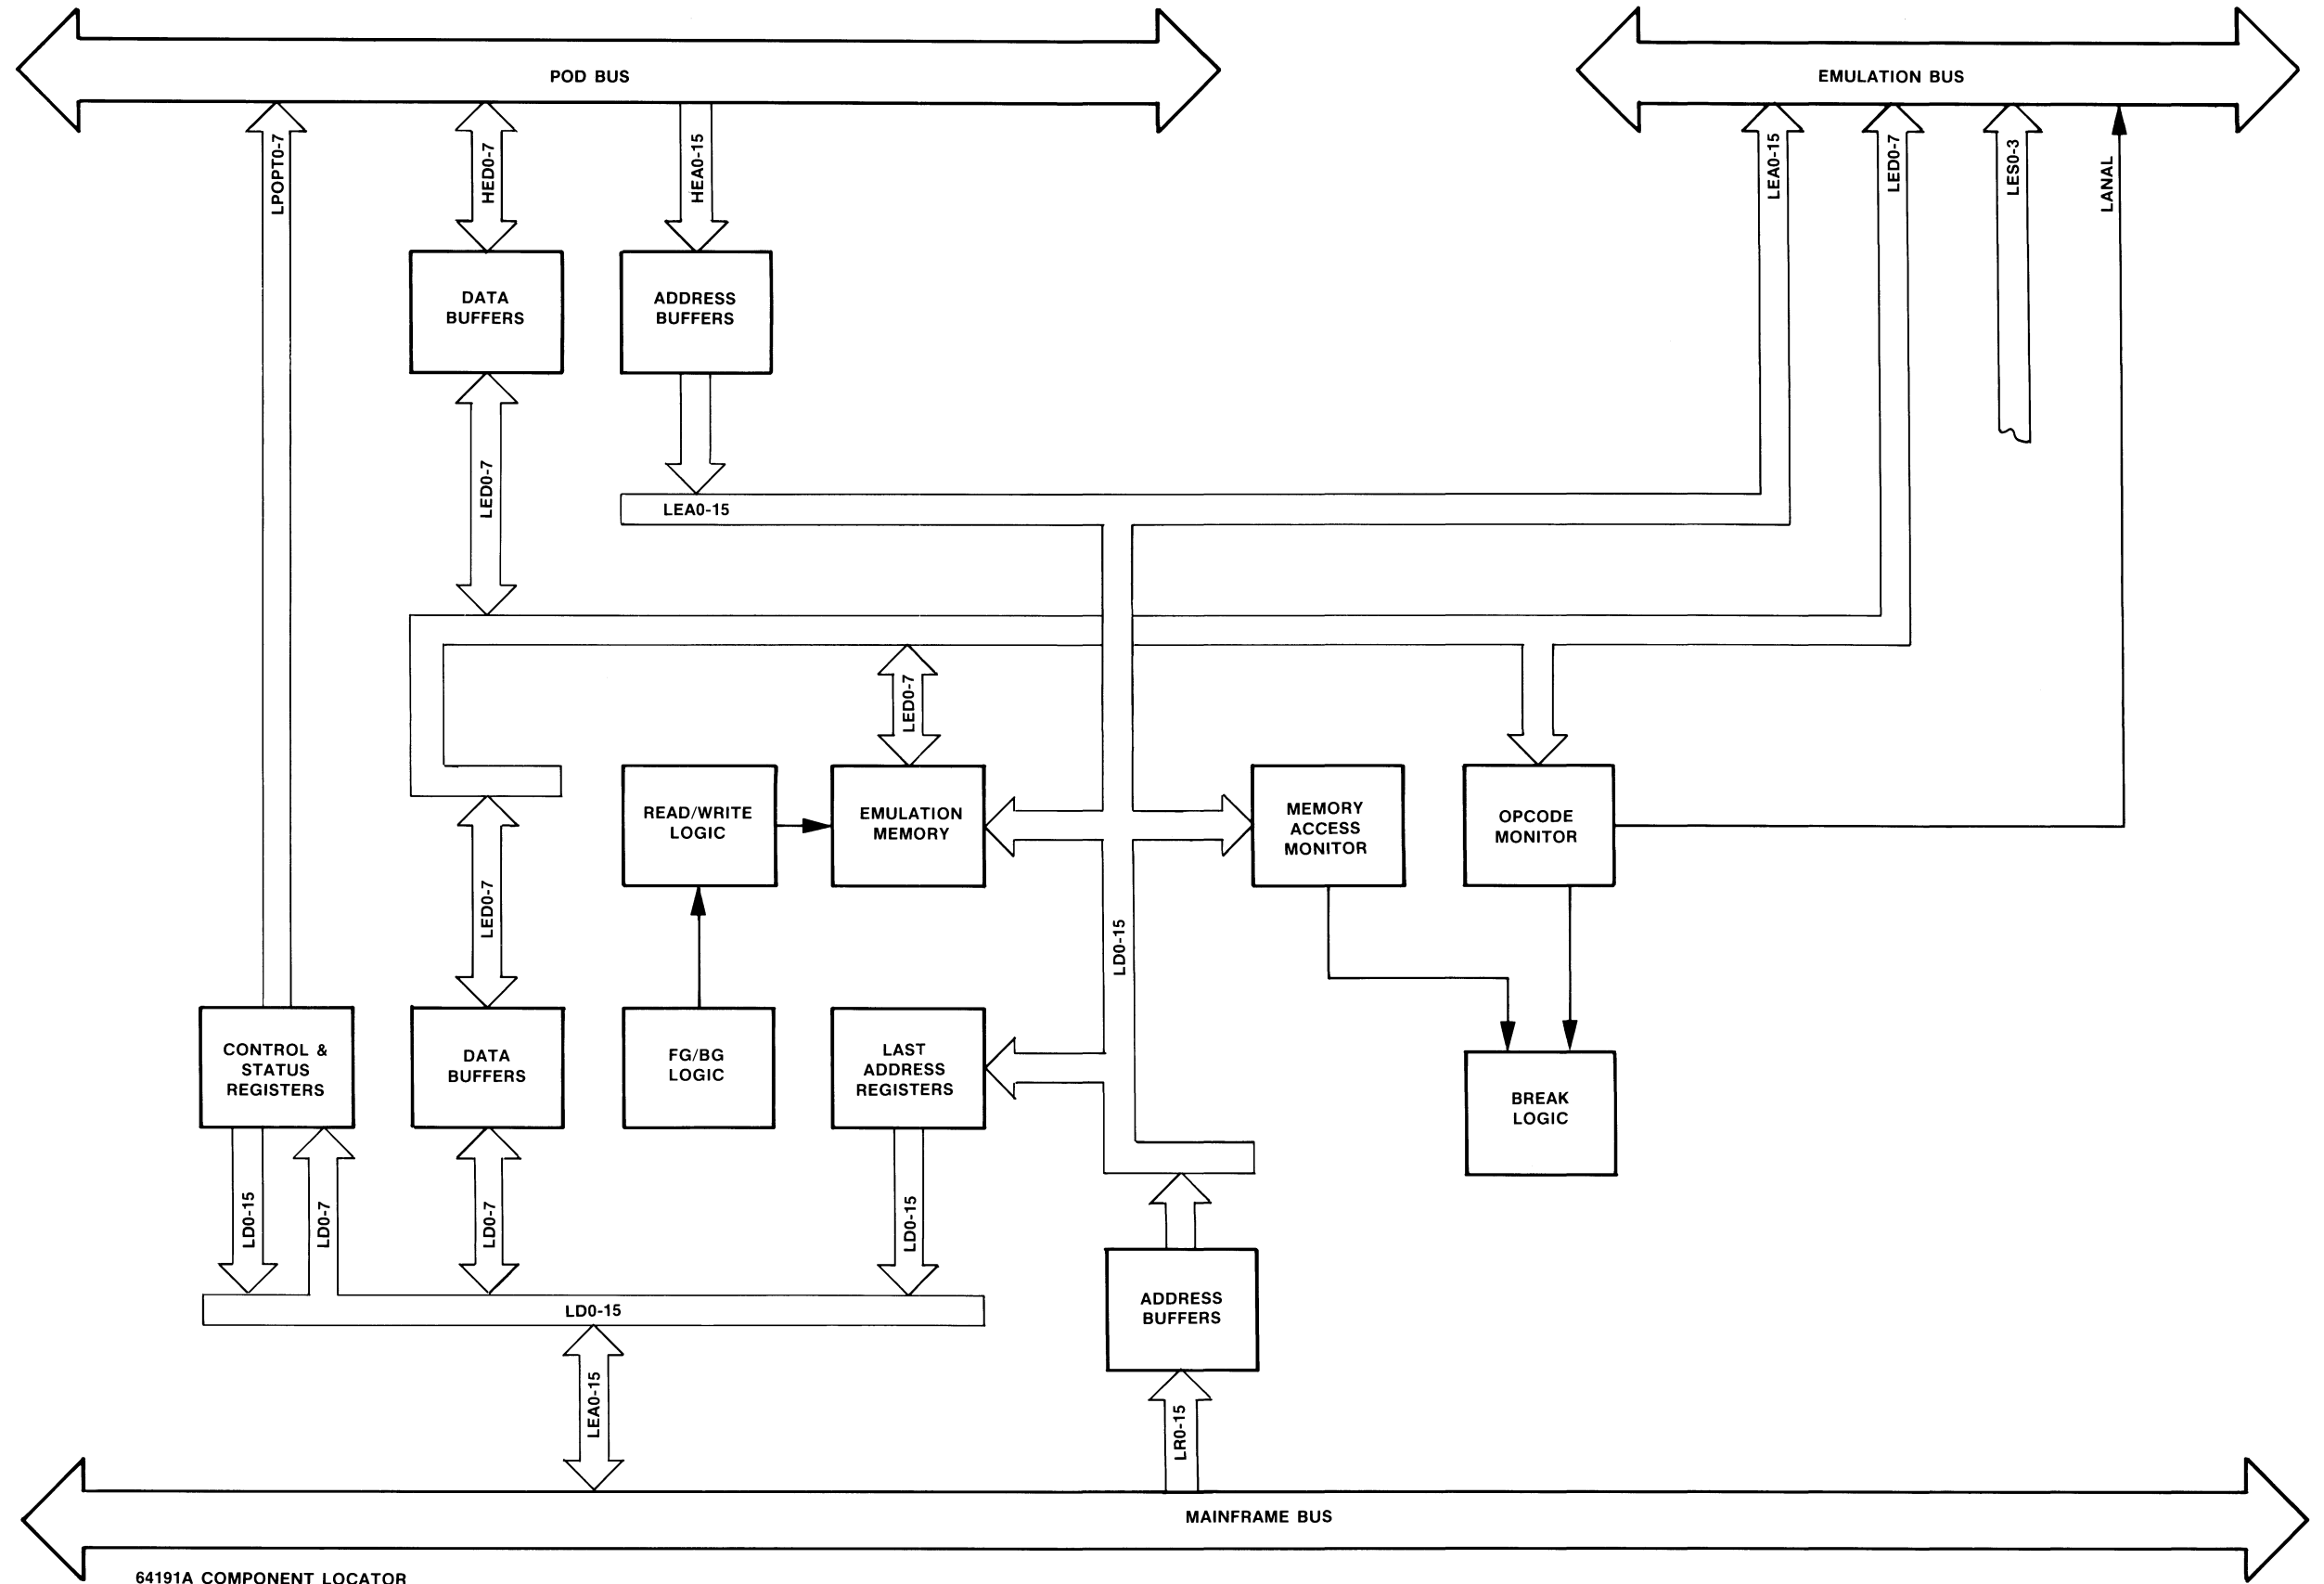 POD BUS
EMULATION BUS
LPOPT0-7
HED0-7
HEA0-15
LEA0-15
LED0-7
LES0-3
LANAL
DATA
BUFFERS
ADDRESS
BUFFERS
LED0-7
LEA0-15
LED0-7
READ/WRITE
LOGIC
EMULATION
MEMORY
MEMORY
ACCESS
MONITOR
OPCODE
MONITOR
LED0-7
LD0-15
CONTROL &
STATUS
REGISTERS
DATA
BUFFERS
FG/BG
LOGIC
LAST
ADDRESS
REGISTERS
BREAK
LOGIC
LD0-15
LD0-7
LD0-7
LD0-15
LD0-15
ADDRESS
BUFFERS
LEA0-15
LR0-15
MAINFRAME BUS
64191A COMPONENT LOCATOR